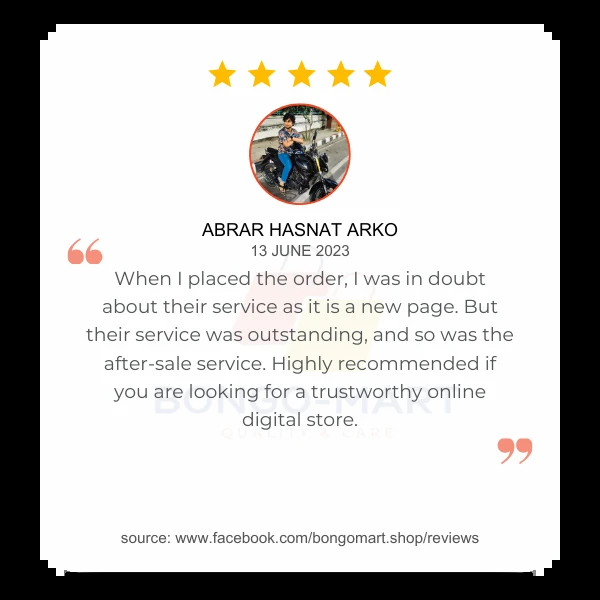 ABRAR HASNAT ARKO
13 JUNE 2023
“
When I placed the order, I was in doubt
about their service as it is a new page. But
their service was outstanding, and so was the
after-sale service. Highly recommended if
you are looking for a trustworthy online
BONGO-MART
digital store.
QUALITY & CARE
”
source: www.facebook.com/bongomart.shop/reviews